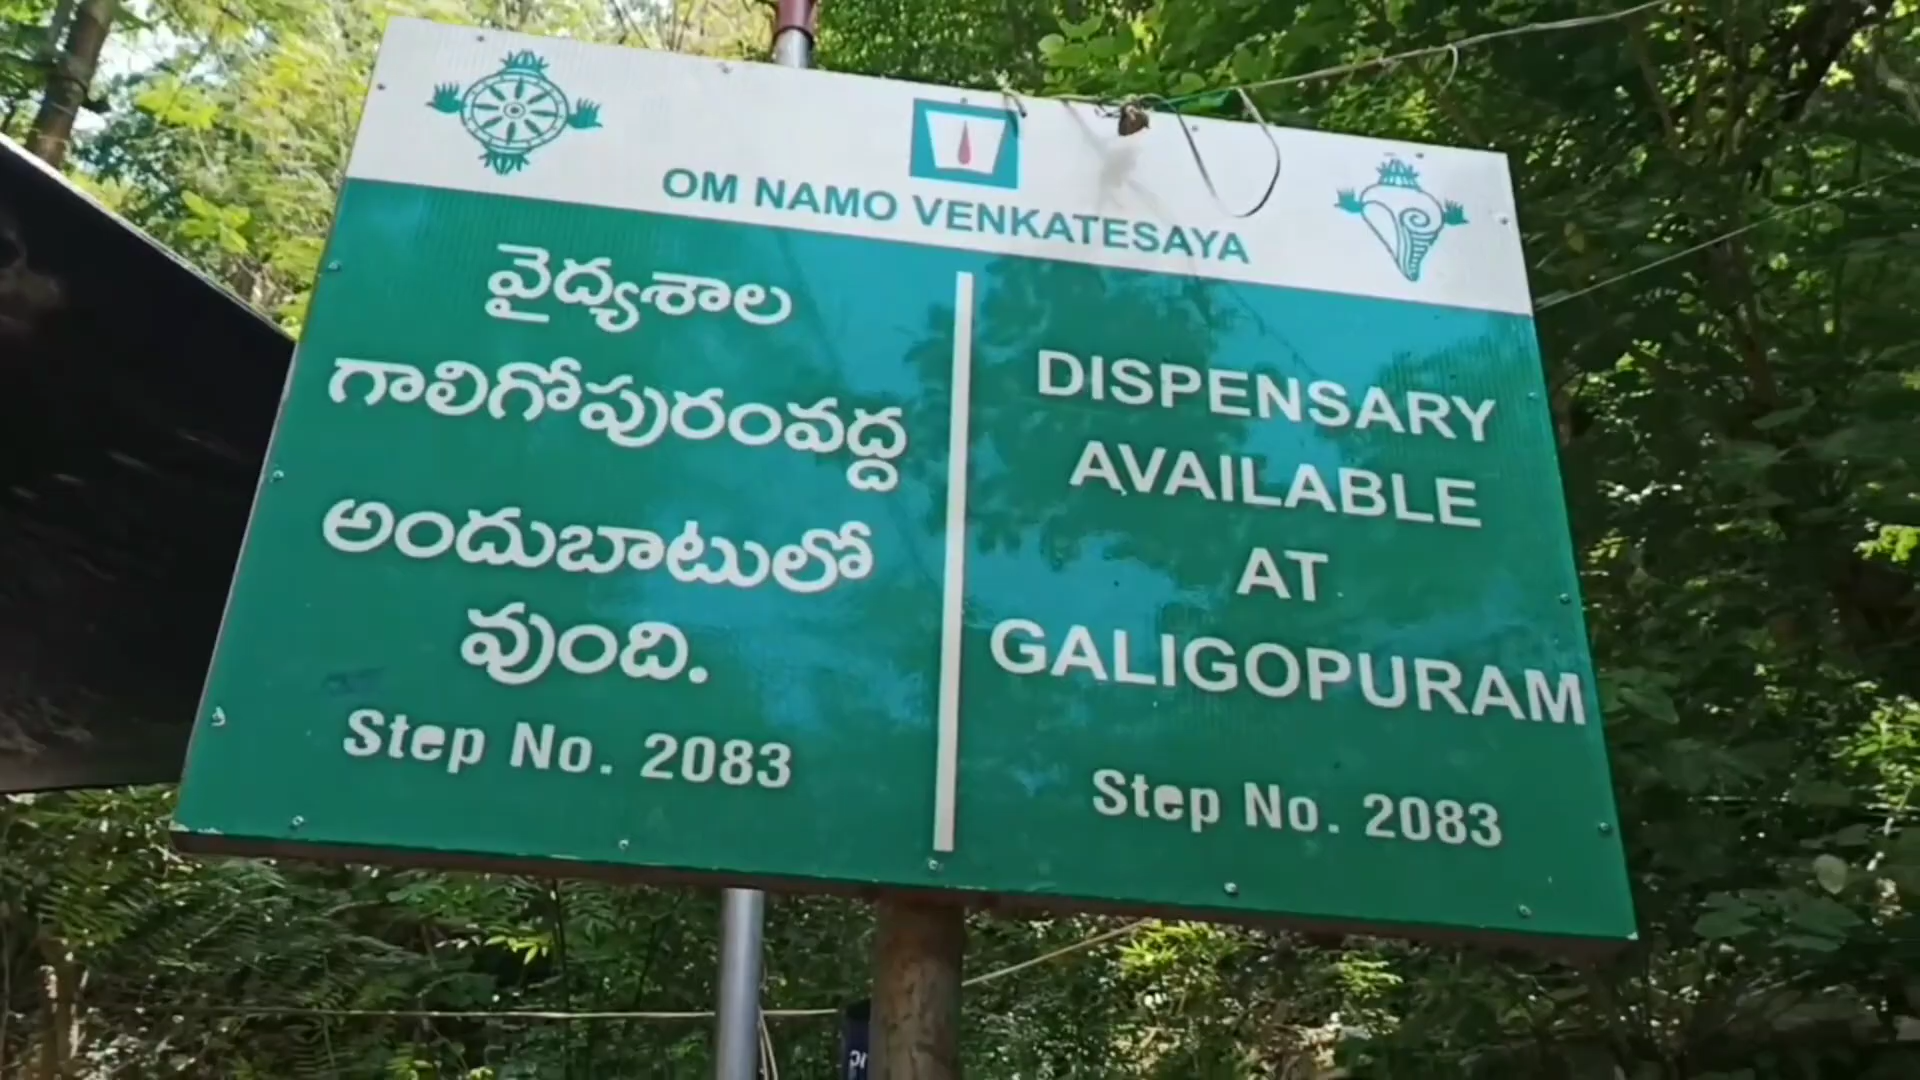 OM NAMO VENKATESAYA
వైద్యశాల
గాలిగోపురంవద్ద
అందుబాటులో
వుంది.
Step No. 2083
DISPENSARY
AVAILABLE
AT
GALIGOPURAM
Step No. 2083